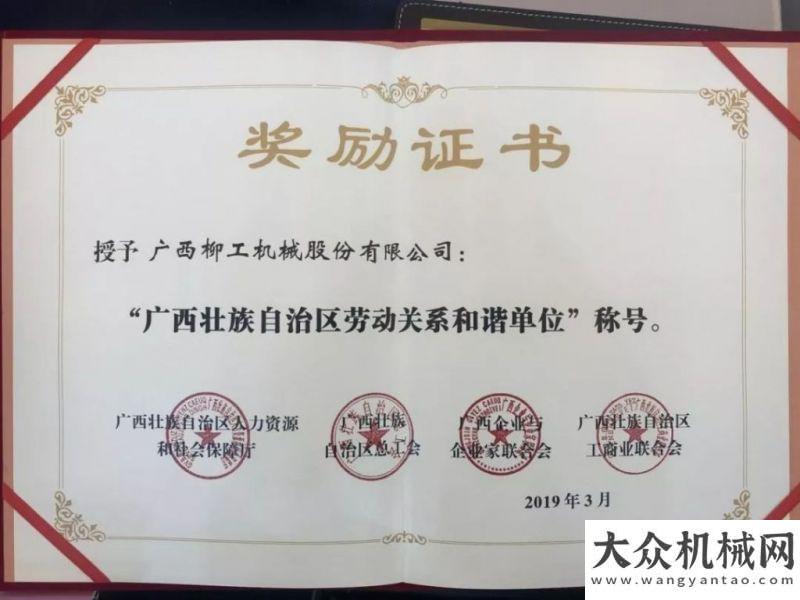 奖励证书
授予 广西柳工机械股份有限公司：
“广西壮族自治区劳动关系和谐单位”称号。
广西壮族自治区人力资源
和社会保障厅
广西壮族
自治区总工会
广西企业与
企业家联合会
广西壮族自治区
工商业联合会
2019年3月
大众机械网
www.wangyantao.com